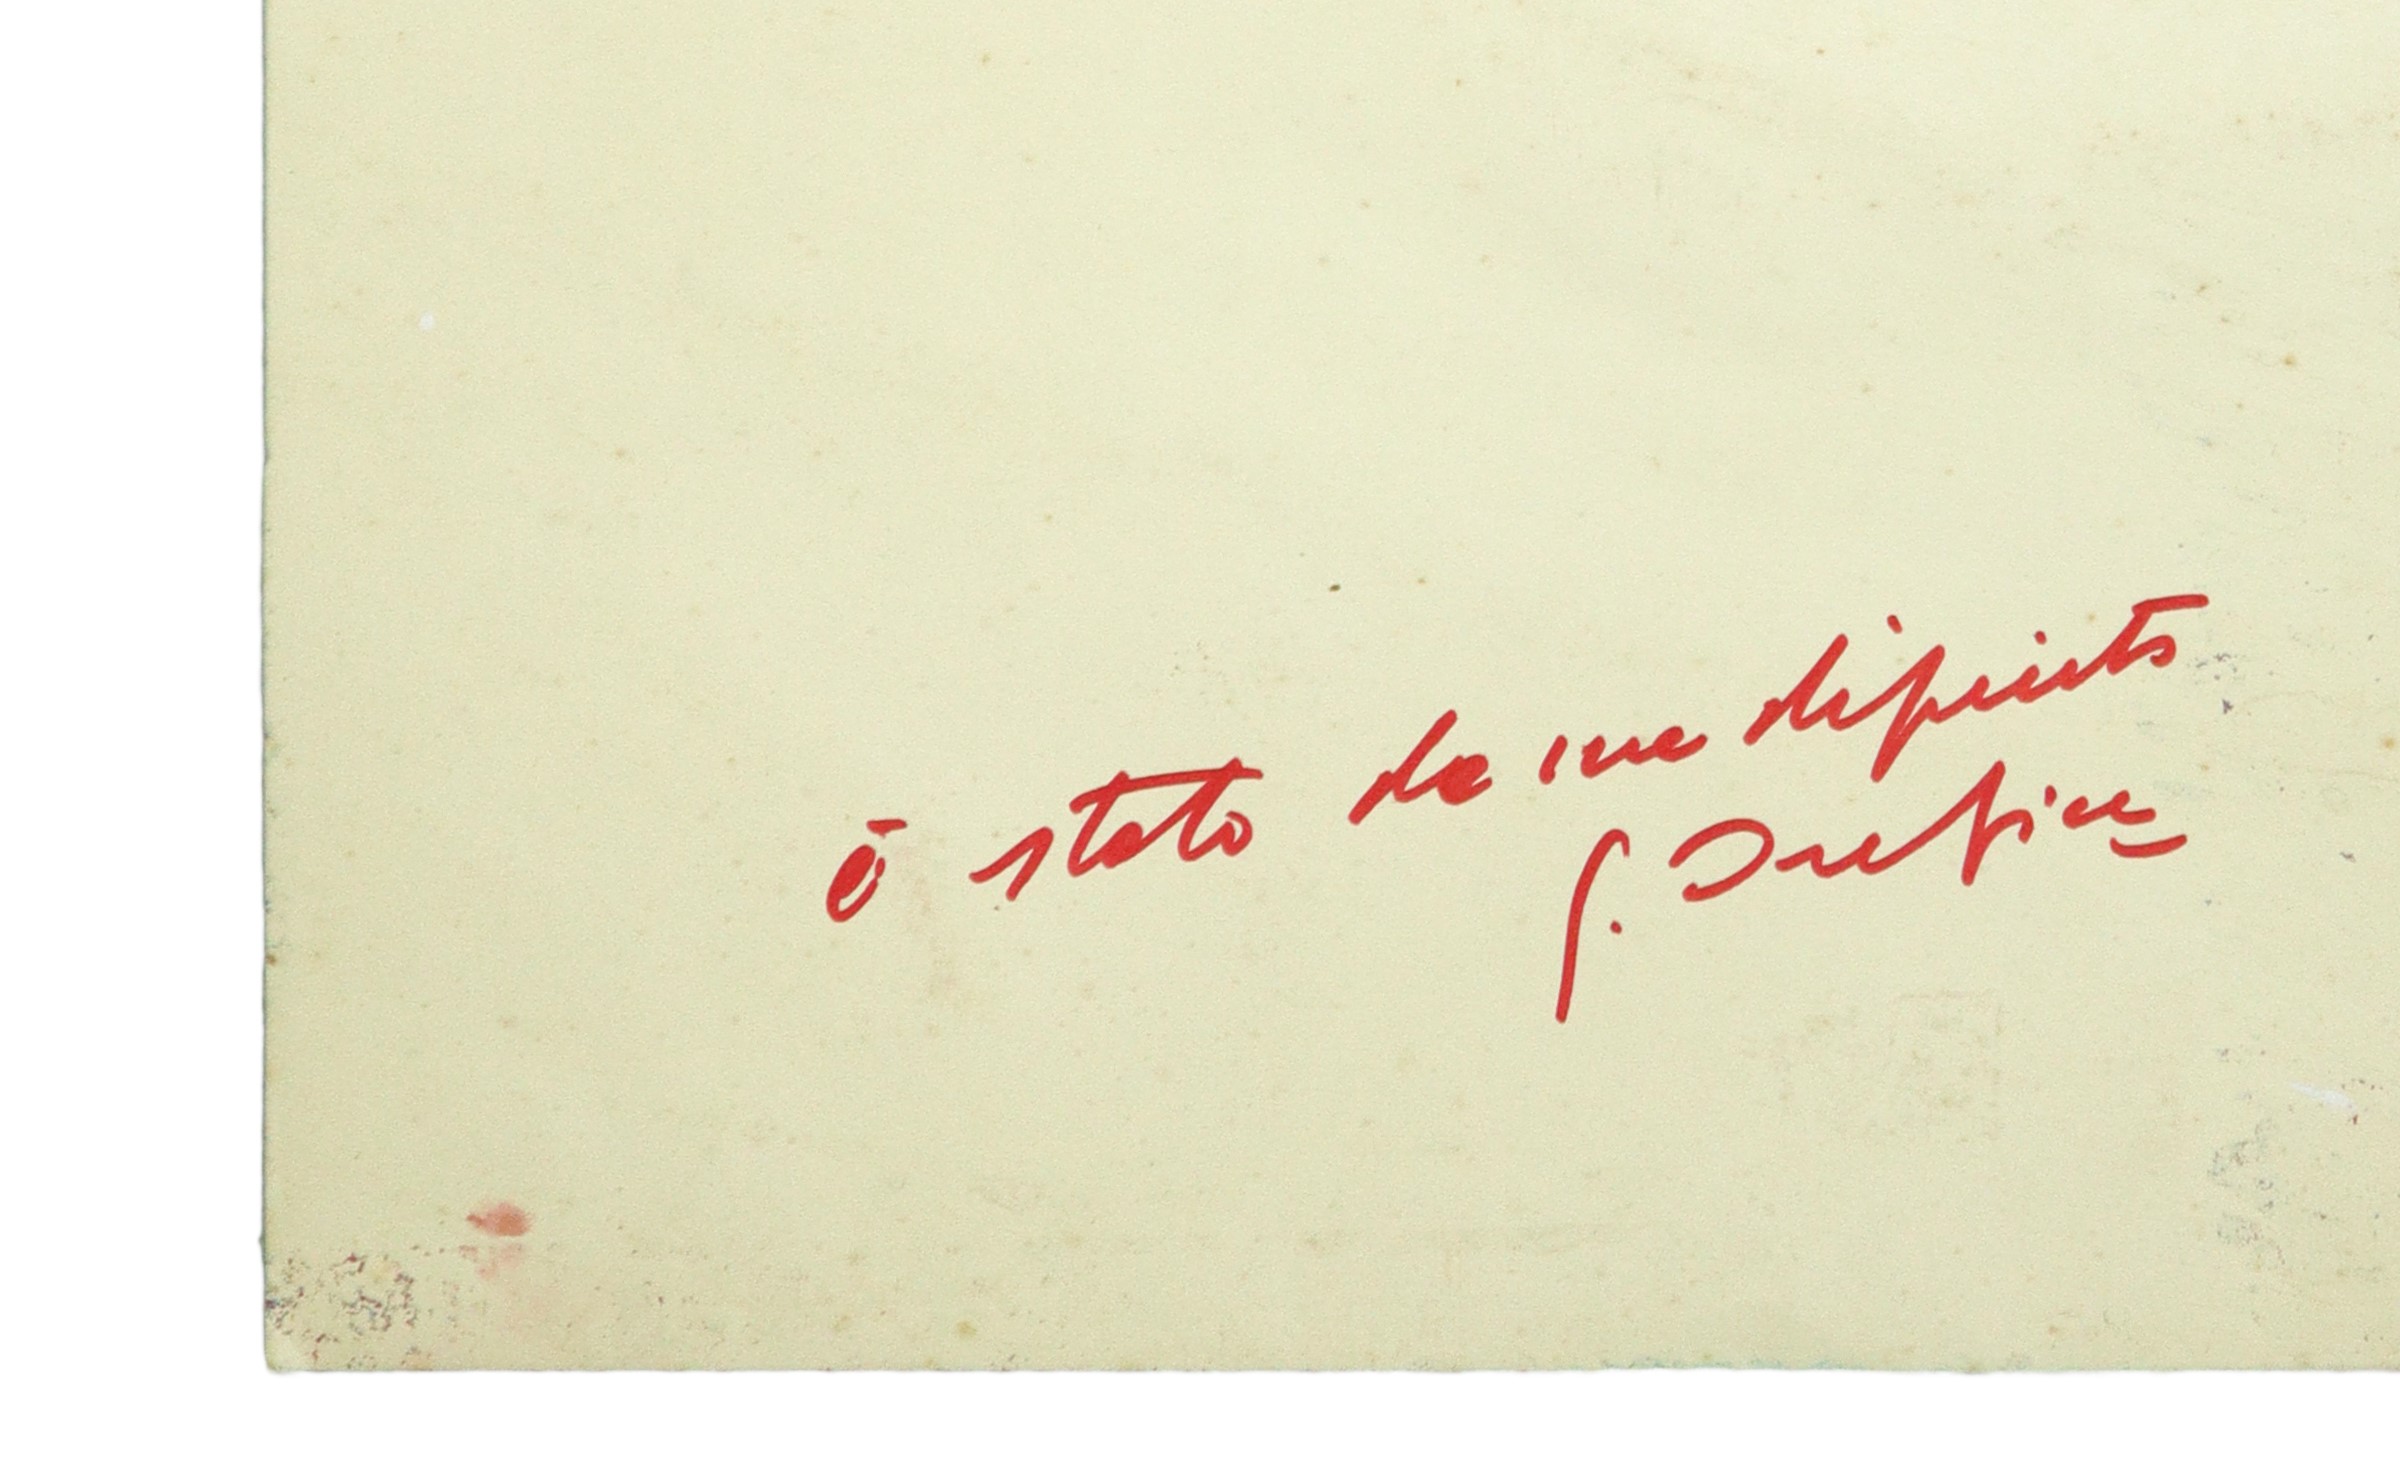 è stato da me dipinto
G.